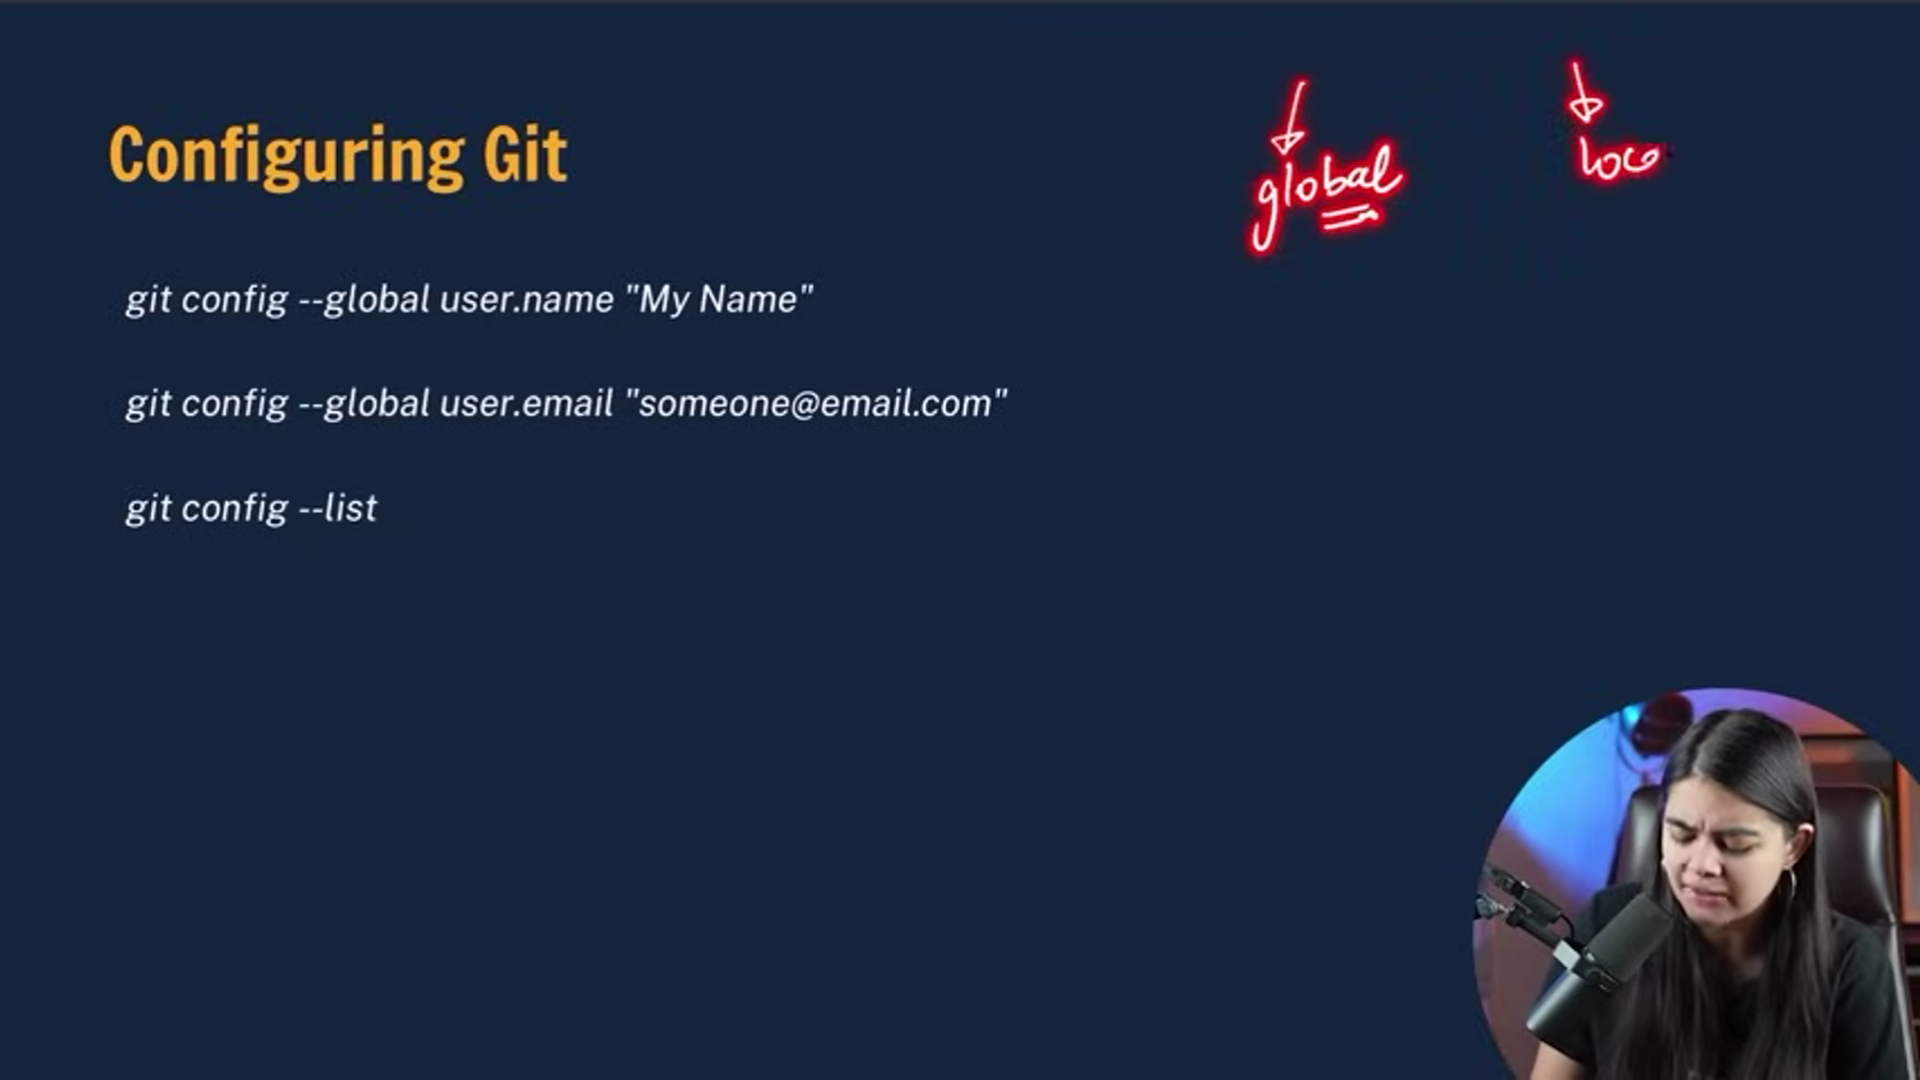 Configuring Git
global
loca
git config --global user.name "My Name"
git config --global user.email "someone@email.com"
git config --list